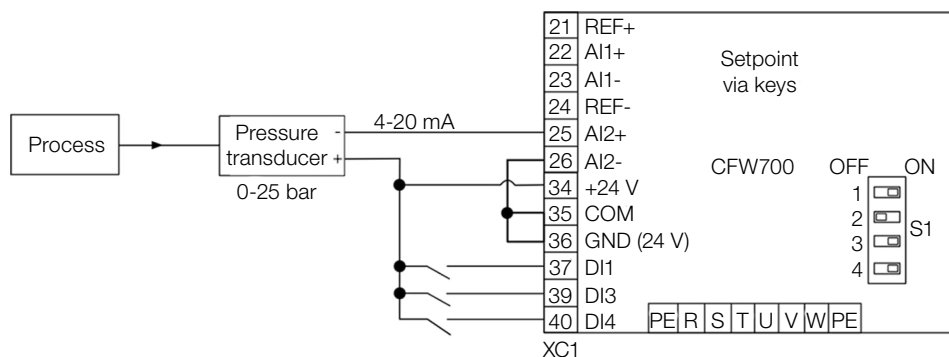 21 REF+
22 AI1+
23 AI1-
24 REF-
25 AI2+
26 AI2-
34 +24 V
35 COM
36 GND (24 V)
37 DI1
39 DI3
40 DI4
XC1
Setpoint
via keys
CFW700
OFF ON
1
2
3
4
S1
PE R S T U V W PE
Process
Pressure -
transducer +
0-25 bar
4-20 mA